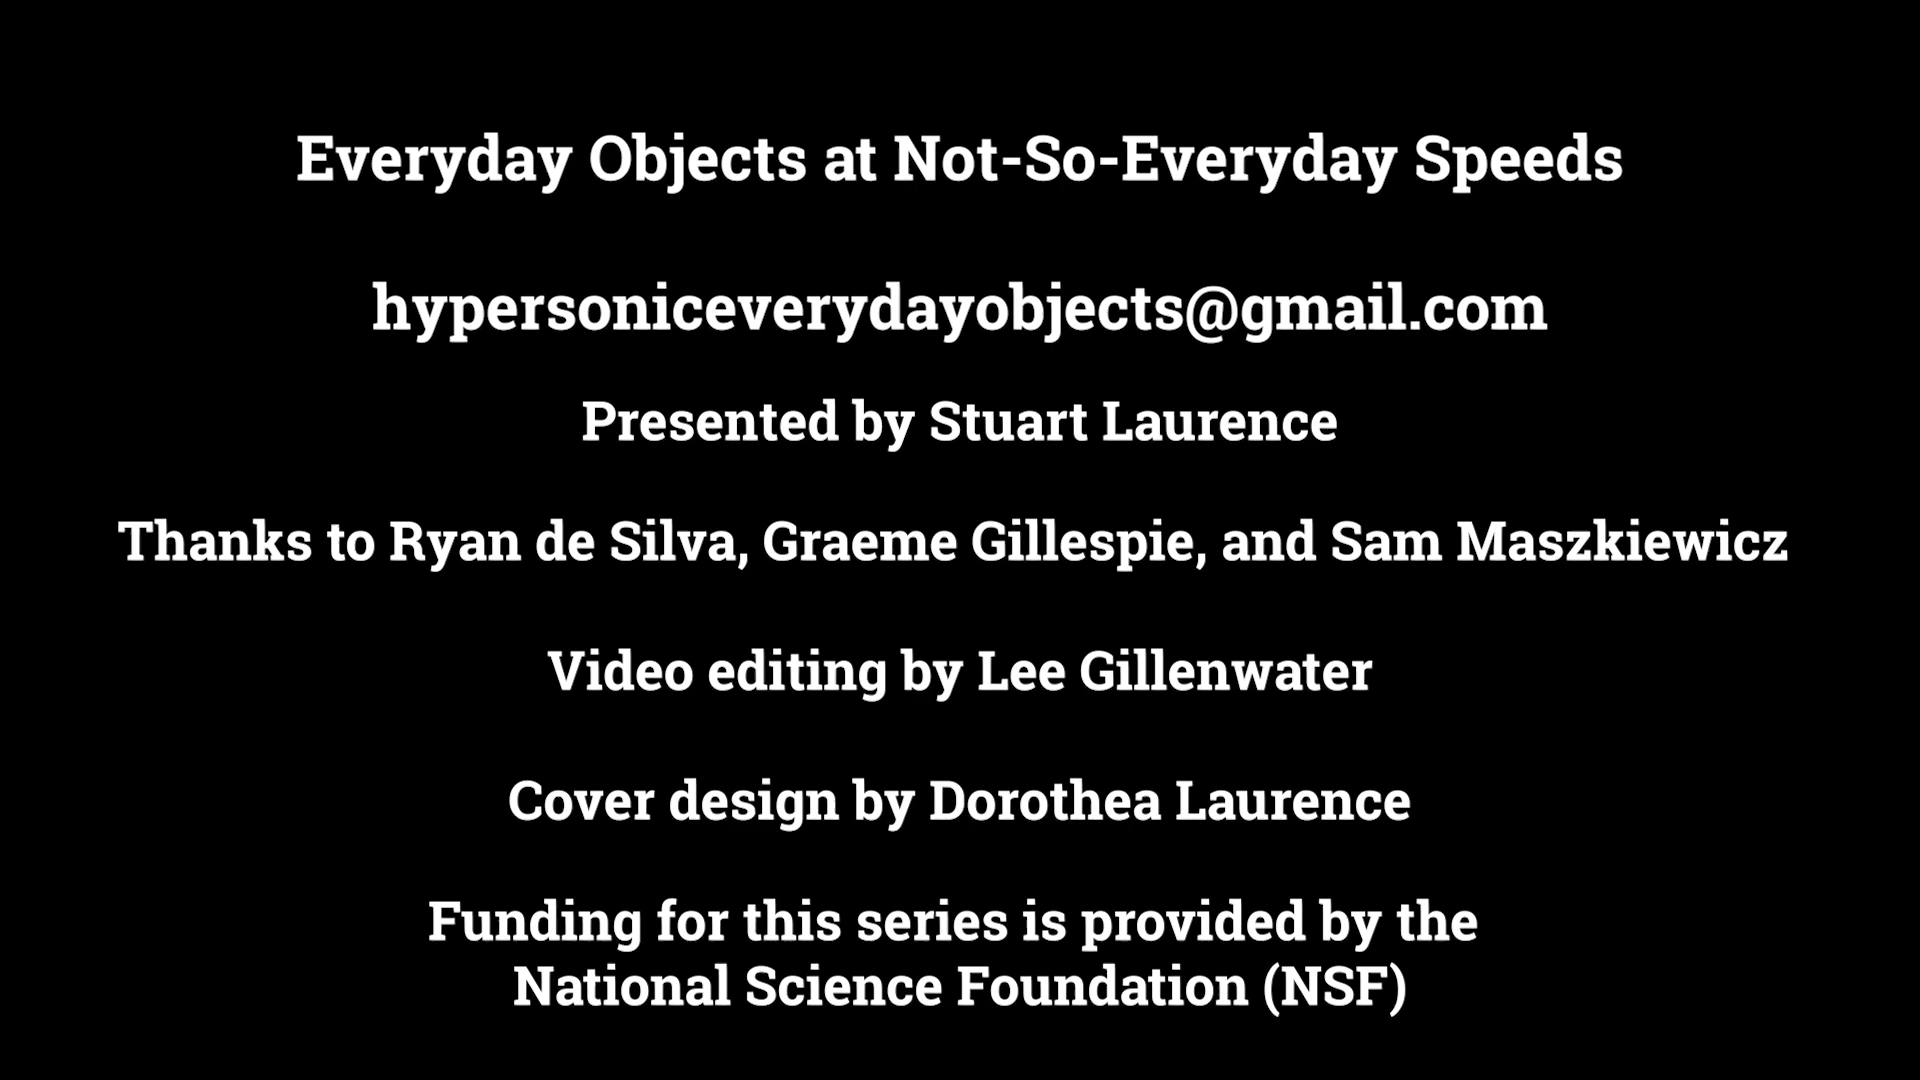 Everyday Objects at Not-So-Everyday Speeds
hypersoniceverydayobjects@gmail.com
Presented by Stuart Laurence
Thanks to Ryan de Silva, Graeme Gillespie, and Sam Maszkiewicz
Video editing by Lee Gillenwater
Cover design by Dorothea Laurence
Funding for this series is provided by the
National Science Foundation (NSF)